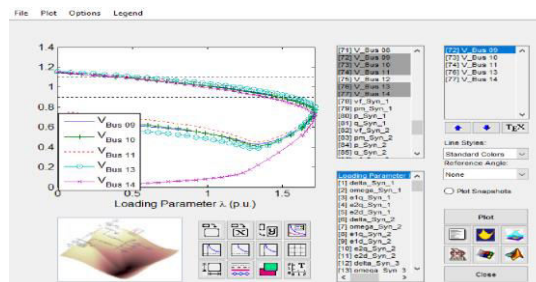 File Plot Options Legend
1.4
1.2
1
0.8
0.6
0.4
0.2
0
V Bus 09
V Bus 10
V Bus 11
V Bus 13
V Bus 14
0 0.5 1 1.5
Loading Parameter λ (p.u.)
[71] V_Bus 08
[72] V_Bus 09
[73] V_Bus 10
[74] V_Bus 11
[75] V_Bus 12
[76] V_Bus 13
[77] V_Bus 14
[78] vf_Syn_1
[79] pm_Syn_1
[80] p_Syn_1
[81] q_Syn_1
[82] vf_Syn_2
[83] pm_Syn_2
[84] p_Syn_2
[85] q_Syn_2
Loading Parameter
[1] delta_Syn_1
[2] omega_Syn_1
[3] e1q_Syn_1
[4] e2q_Syn_1
[5] e2d_Syn_1
[6] delta_Syn_2
[7] omega_Syn_2
[8] e1q_Syn_2
[9] e1d_Syn_2
[10] e2q_Syn_2
[11] e2d_Syn_2
[12] delta_Syn_3
[13] omega_Syn_3
[72] V_Bus 09
[73] V_Bus 10
[74] V_Bus 11
[76] V_Bus 13
[77] V_Bus 14
TEX
Line Styles:
Standard Colors
Reference Angle:
None
Plot Snapshots
Plot
Close